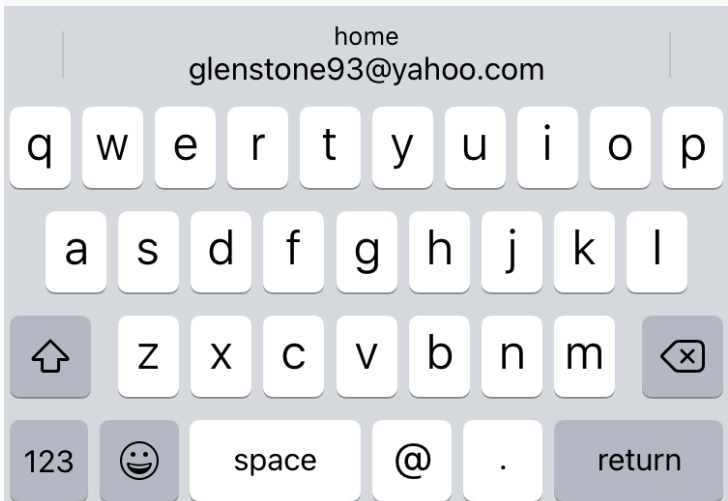 home
glenstone93@yahoo.com
q w e r t y u i o p
a s d f g h j k l
z x c v b n m
123 space @ . return